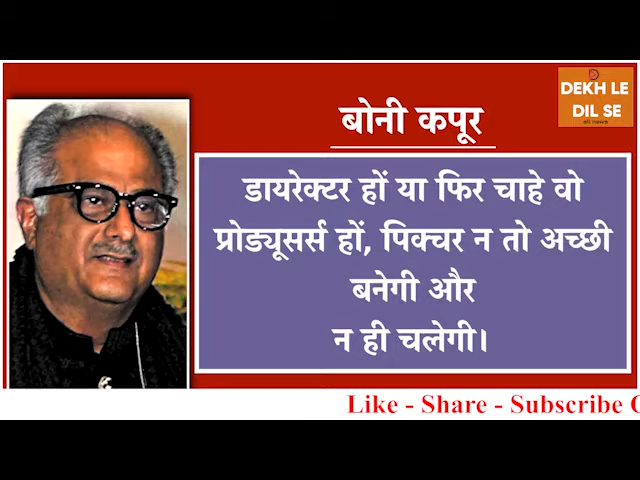 DEKH LE
DIL SE
बोनी कपूर
डायरेक्टर हों या फिर चाहे वो
प्रोड्यूसर्स हों, पिक्चर न तो अच्छी
बनेगी और
न ही चलेगी।
Like - Share - Subscribe